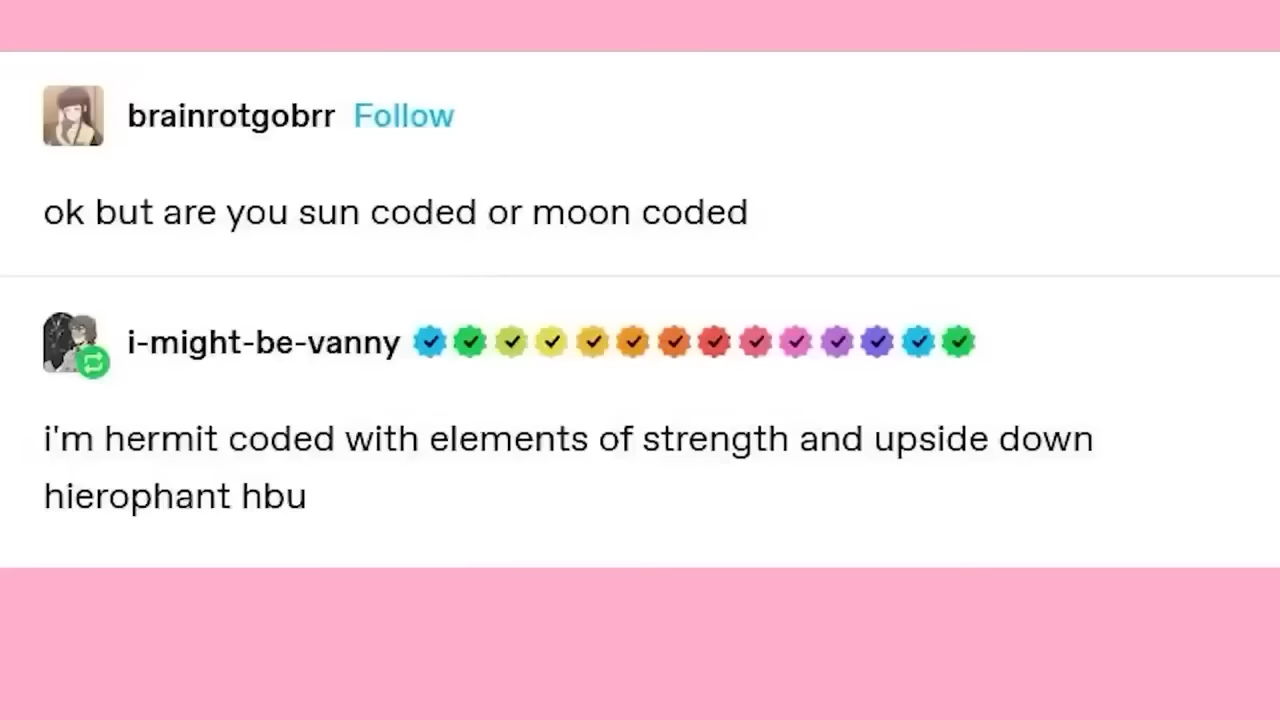 brainrotgobrr Follow
ok but are you sun coded or moon coded
i-might-be-vanny
i'm hermit coded with elements of strength and upside down
hierophant hbu